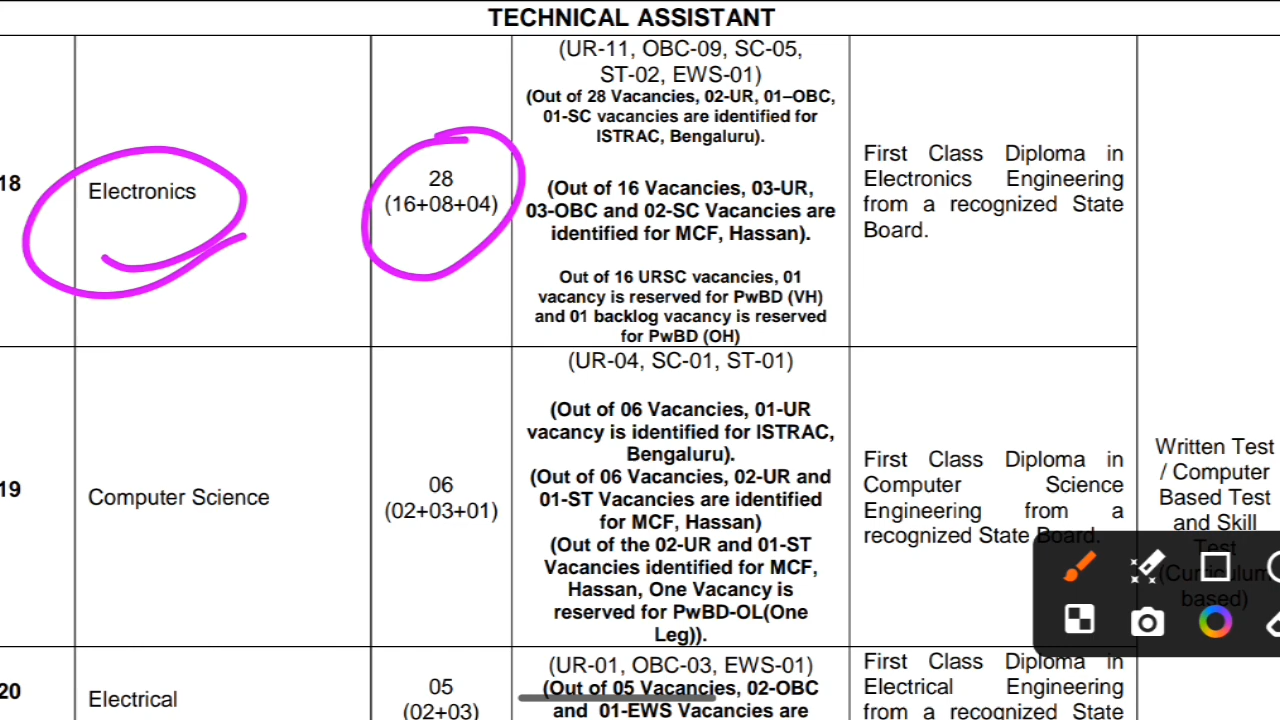 TECHNICAL ASSISTANT
18
Electronics
28
(16+08+04)
(UR-11, OBC-09, SC-05,
ST-02, EWS-01)
(Out of 28 Vacancies, 02-UR, 01–OBC,
01-SC vacancies are identified for
ISTRAC, Bengaluru).
(Out of 16 Vacancies, 03-UR,
03-OBC and 02-SC Vacancies are
identified for MCF, Hassan).
Out of 16 URSC vacancies, 01
vacancy is reserved for PwBD (VH)
and 01 backlog vacancy is reserved
for PwBD (OH)
First Class Diploma in
Electronics Engineering
from a recognized State
Board.
19
Computer Science
06
(02+03+01)
(UR-04, SC-01, ST-01)
(Out of 06 Vacancies, 01-UR
vacancy is identified for ISTRAC,
Bengaluru).
(Out of 06 Vacancies, 02-UR and
01-ST Vacancies are identified
for MCF, Hassan)
(Out of the 02-UR and 01-ST
Vacancies identified for MCF,
Hassan, One Vacancy is
reserved for PwBD-OL(One
Leg)).
First Class Diploma in
Computer Science
Engineering from a
recognized State Board.
Written Test
/ Computer
Based Test
and Skill
Test
(Curriculum
based)
20
Electrical
05
(02+03)
(UR-01, OBC-03, EWS-01)
(Out of 05 Vacancies, 02-OBC
and 01-EWS Vacancies are
First Class Diploma in
Electrical Engineering
from a recognized State